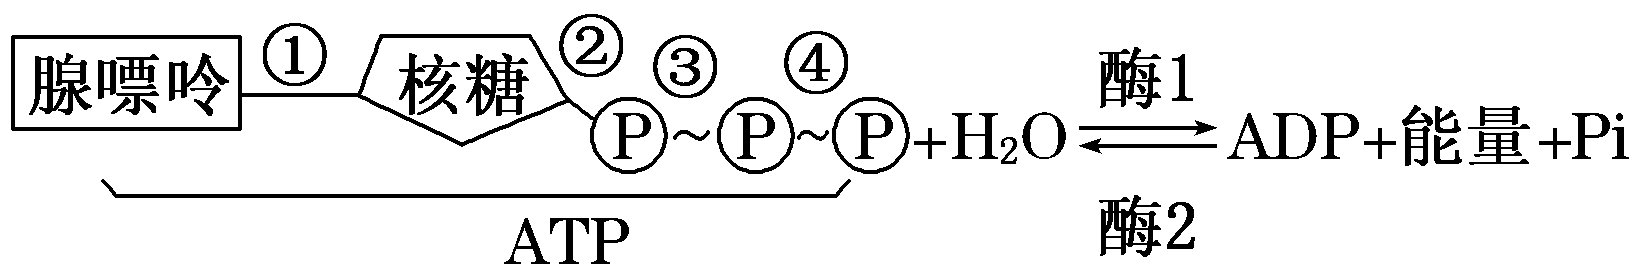 ① ② ③ ④ 酶1
腺嘌呤 核糖 P~P~P+H₂O ADP+能量+Pi
ATP 酶2